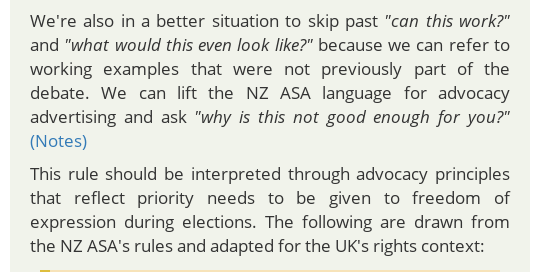 We're also in a better situation to skip past "can this work?"
and "what would this even look like?" because we can refer to
working examples that were not previously part of the
debate. We can lift the NZ ASA language for advocacy
advertising and ask "why is this not good enough for you?"
(Notes)
This rule should be interpreted through advocacy principles
that reflect priority needs to be given to freedom of
expression during elections. The following are drawn from
the NZ ASA's rules and adapted for the UK's rights context: